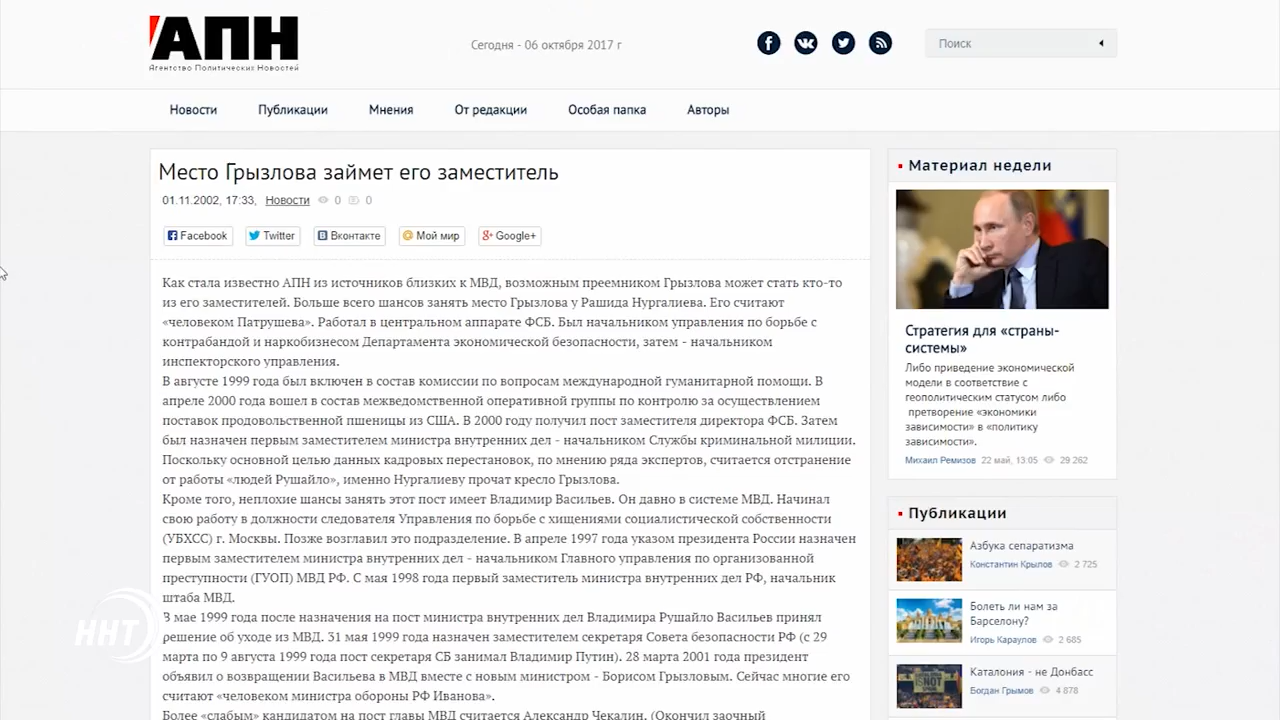 АПН
Агентство Политических Новостей
Сегодня - 06 октября 2017 г
Поиск
Новости
Публикации
Мнения
От редакции
Особая папка
Авторы
Место Грызлова займет его заместитель
01.11.2002, 17:33, Новости 0 0
Facebook
Twitter
Вконтакте
Мой мир
Google+
Как стала известно АПН из источников близких к МВД, возможным преемником Грызлова может стать кто-то
из его заместителей. Больше всего шансов занять место Грызлова у Рашида Нургалиева. Его считают
«человеком Патрушева». Работал в центральном аппарате ФСБ. Был начальником управления по борьбе с
контрабандой и наркобизнесом Департамента экономической безопасности, затем - начальником
инспекторского управления.
В августе 1999 года был включен в состав комиссии по вопросам международной гуманитарной помощи. В
апреле 2000 года вошел в состав межведомственной оперативной группы по контролю за осуществлением
поставок продовольственной пшеницы из США. В 2000 году получил пост заместителя директора ФСБ. Затем
был назначен первым заместителем министра внутренних дел - начальником Службы криминальной милиции.
Поскольку основной целью данных кадровых перестановок, по мнению ряда экспертов, считается отстранение
от работы «людей Рушайло», именно Нургалиеву прочат кресло Грызлова.
Кроме того, неплохие шансы занять этот пост имеет Владимир Васильев. Он давно в системе МВД. Начинал
свою работу в должности следователя Управления по борьбе с хищениями социалистической собственности
(УБХСС) г. Москвы. Позже возглавил это подразделение. В апреле 1997 года указом президента России назначен
первым заместителем министра внутренних дел - начальником Главного управления по организованной
преступности (ГУОП) МВД РФ. С мая 1998 года первый заместитель министра внутренних дел РФ, начальник
штаба МВД.
В мае 1999 года после назначения на пост министра внутренних дел Владимира Рушайло Васильев принял
решение об уходе из МВД. 31 мая 1999 года назначен заместителем секретаря Совета безопасности РФ (с 29
марта по 9 августа 1999 года пост секретаря СБ занимал Владимир Путин). 28 марта 2001 года президент
объявил о возвращении Васильева в МВД вместе с новым министром - Борисом Грызловым. Сейчас многие его
считают «человеком министра обороны РФ Иванова».
Более «слабым» кандидатом на пост главы МВД считается Александр Чекалин. (Окончил заочный
ННТ
Материал недели
Стратегия для «страны-
системы»
Либо приведение экономической
модели в соответствие с
геополитическим статусом либо
претворение «экономики
зависимости» в «политику
зависимости».
Михаил Ремизов 22 май, 13:05 29 262
Публикации
Азбука сепаратизма
Константин Крылов 2 725
Болеть ли нам за
Барселону?
Игорь Караулов 2 685
Каталония - не Донбасс
Богдан Грымов 4 878